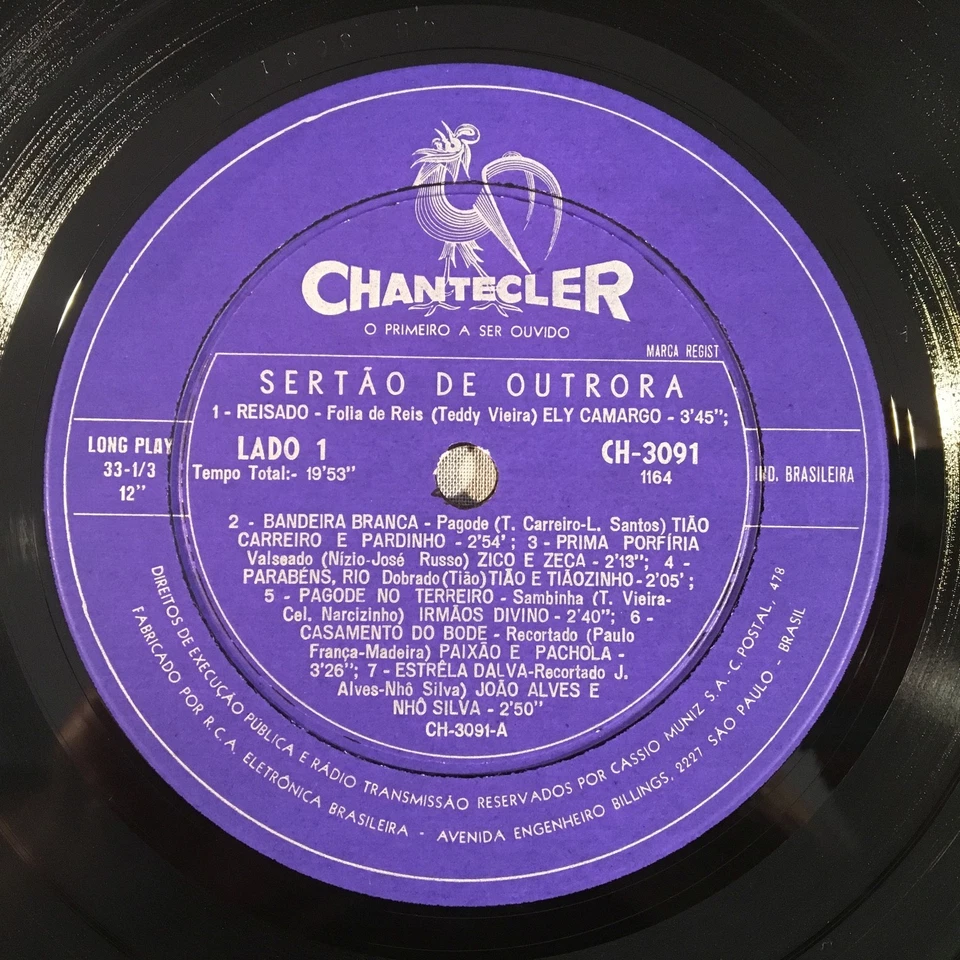 CHANTECLER
O PRIMEIRO A SER OUVIDO
MARCA REGIST
SERTÃO DE OUTRORA
1 - REISADO - Folia de Reis (Teddy Vieira) ELY CAMARGO - 3'45";
LONG PLAY
33-1/3
12"
LADO 1
Tempo Total:- 19'53"
CH-3091
1164
IND. BRASILEIRA
2 - BANDEIRA BRANCA - Pagode (T. Carreiro-L. Santos) TIÃO
CARREIRO E PARDINHO - 2'54'; 3 - PRIMA PORFÍRIA
Valseado (Nízio-José Russo) ZICO E ZECA - 2'13"; 4 -
PARABÉNS, RIO Dobrado (Tião) TIÃO E TIÃOZINHO - 2'05';
5 - PAGODE NO TERREIRO - Sambinha (T. Vieira-
Cel. Narcizinho) IRMÃOS DIVINO - 2'40"; 6 -
CASAMENTO DO BODE - Recortado (Paulo
França-Madeira) PAIXÃO E PACHOLA -
3'26"; 7 - ESTRÊLA DALVA-Recortado J.
Alves-Nhô Silva) JOÃO ALVES E
NHÔ SILVA - 2'50"
CH-3091-A
DIREITOS DE EXECUÇÃO PÚBLICA E RÁDIO TRANSMISSÃO RESERVADOS POR CASSIO MUNIZ S.A.-C.POSTAL, 478
FABRICADO POR R.C.A. ELETRÔNICA BRASILEIRA - AVENIDA ENGENHEIRO BILLINGS, 2227 SÃO PAULO - BRASIL